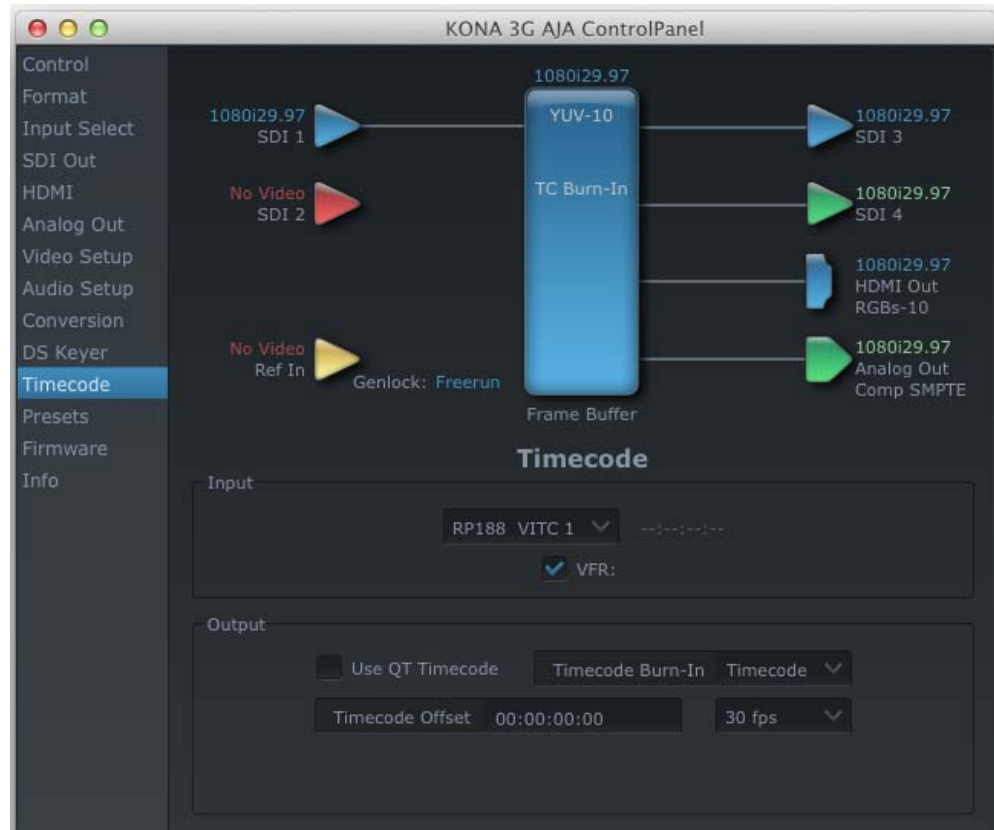 KONA 3G AJA ControlPanel
Control
Format
Input Select
SDI Out
HDMI
Analog Out
Video Setup
Audio Setup
Conversion
DS Keyer
Timecode
Presets
Firmware
Info
1080i29.97
SDI 1
No Video
SDI 2
No Video
Ref In
Genlock: Freerun
1080i29.97
YUV-10
TC Burn-In
Frame Buffer
1080i29.97
SDI 3
1080i29.97
SDI 4
1080i29.97
HDMI Out
RGBs-10
1080i29.97
Analog Out
Comp SMPTE
Timecode
Input
RP188 VITC 1 --:--:--:--
VFR:
Output
Use QT Timecode Timecode Burn-In Timecode
Timecode Offset 00:00:00:00 30 fps